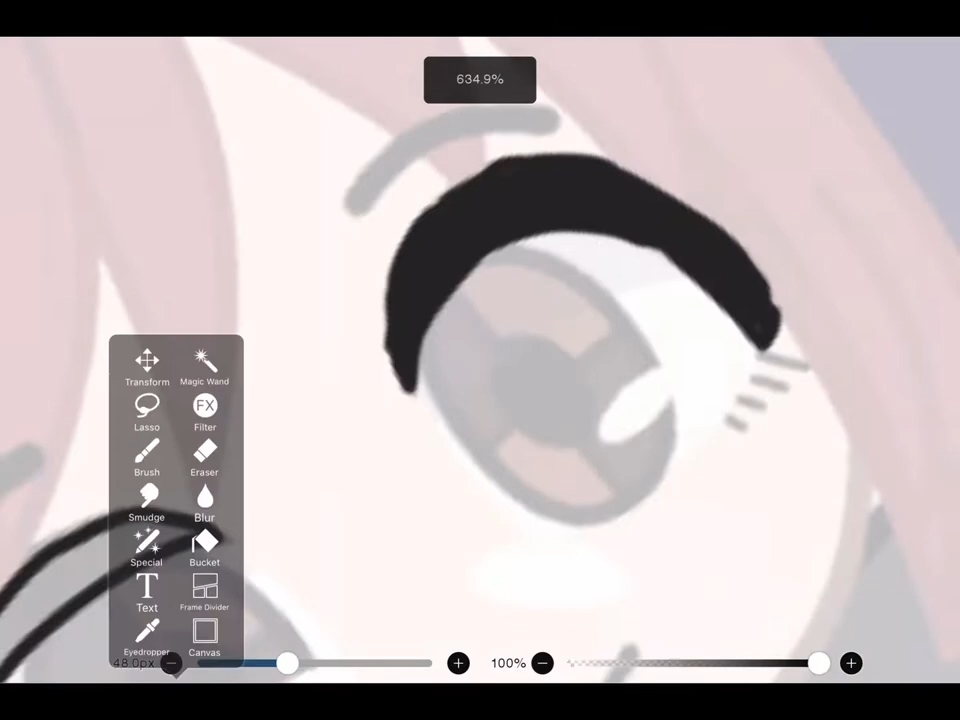 634.9%
Transform Magic Wand
Lasso FX Filter
Brush Eraser
Smudge Blur
Special Bucket
T Text Frame Divider
Eyedropper Canvas
48.0px 100%